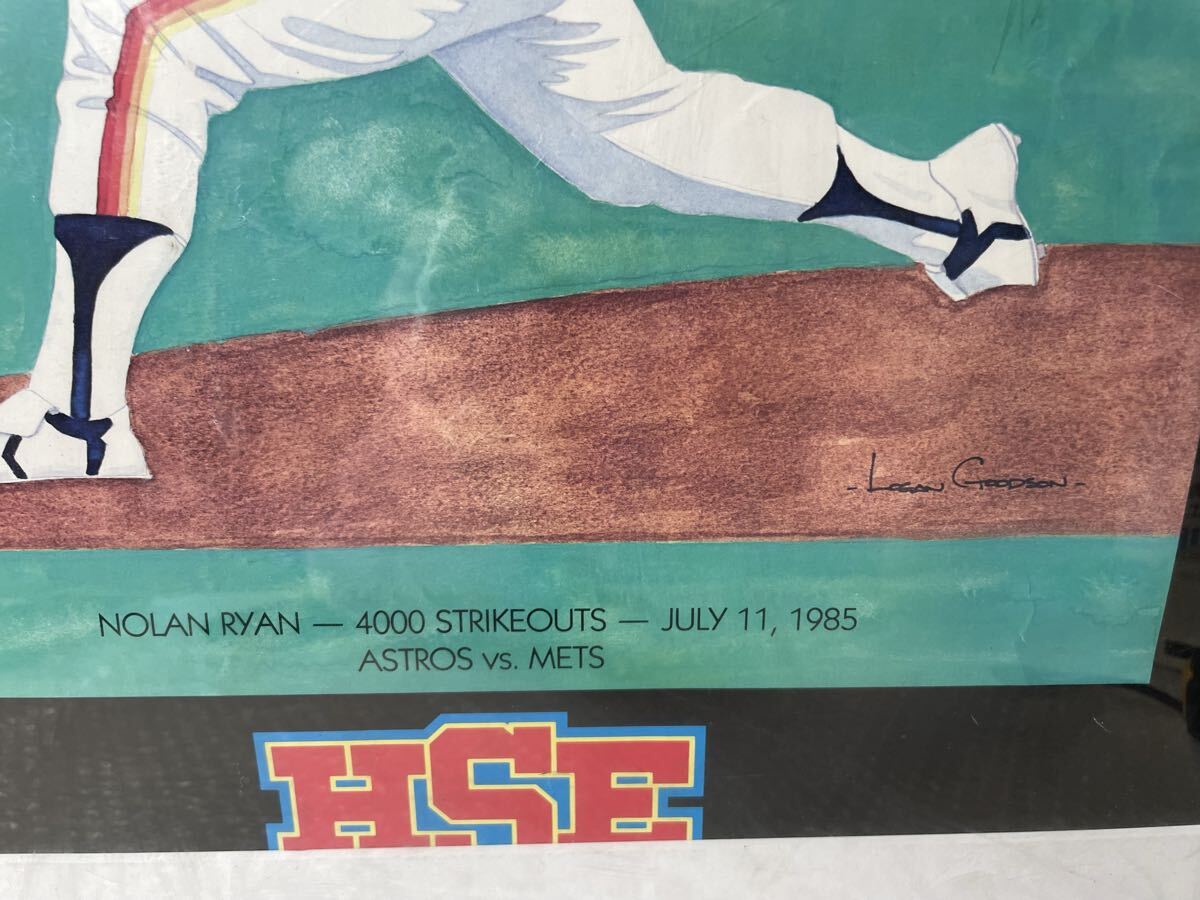 - Logan Goodson -
NOLAN RYAN — 4000 STRIKEOUTS — JULY 11, 1985
ASTROS vs. METS
HSE